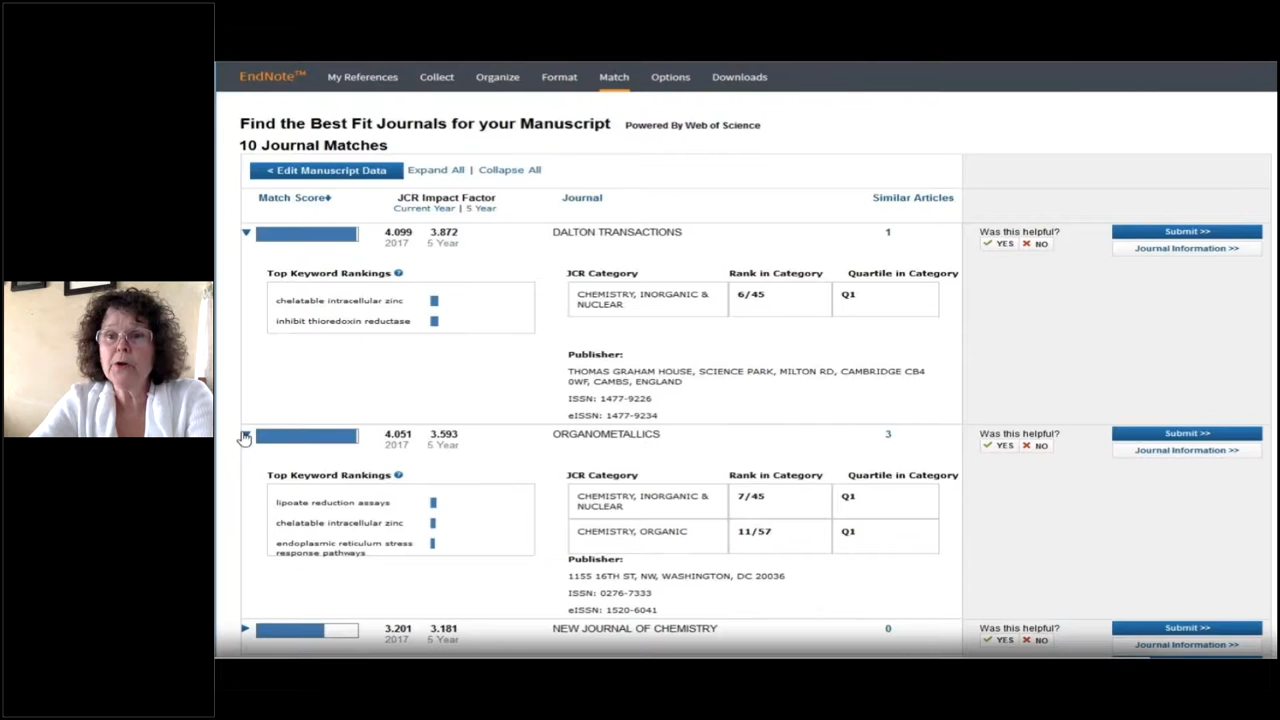 EndNote™ My References Collect Organize Format Match Options Downloads
Find the Best Fit Journals for your Manuscript Powered By Web of Science
10 Journal Matches
< Edit Manuscript Data Expand All | Collapse All
Match Score JCR Impact Factor Journal Similar Articles
Current Year | 5 Year
4.099 3.872 DALTON TRANSACTIONS 1 Was this helpful? Submit >>
2017 5 Year YES NO Journal Information >>
Top Keyword Rankings ? JCR Category Rank in Category Quartile in Category
chelatable intracellular zinc CHEMISTRY, INORGANIC & 6/45 Q1
NUCLEAR
inhibit thioredoxin reductase
Publisher:
THOMAS GRAHAM HOUSE, SCIENCE PARK, MILTON RD, CAMBRIDGE CB4
0WF, CAMBS, ENGLAND
ISSN: 1477-9226
eISSN: 1477-9234
4.051 3.593 ORGANOMETALLICS 3 Was this helpful? Submit >>
2017 5 Year YES NO Journal Information >>
Top Keyword Rankings ? JCR Category Rank in Category Quartile in Category
lipoate reduction assays CHEMISTRY, INORGANIC & 7/45 Q1
NUCLEAR
chelatable intracellular zinc CHEMISTRY, ORGANIC 11/57 Q1
endoplasmic reticulum stress
response pathways
Publisher:
1155 16TH ST, NW, WASHINGTON, DC 20036
ISSN: 0276-7333
eISSN: 1520-6041
3.201 3.181 NEW JOURNAL OF CHEMISTRY 0 Was this helpful? Submit >>
2017 5 Year YES NO Journal Information >>